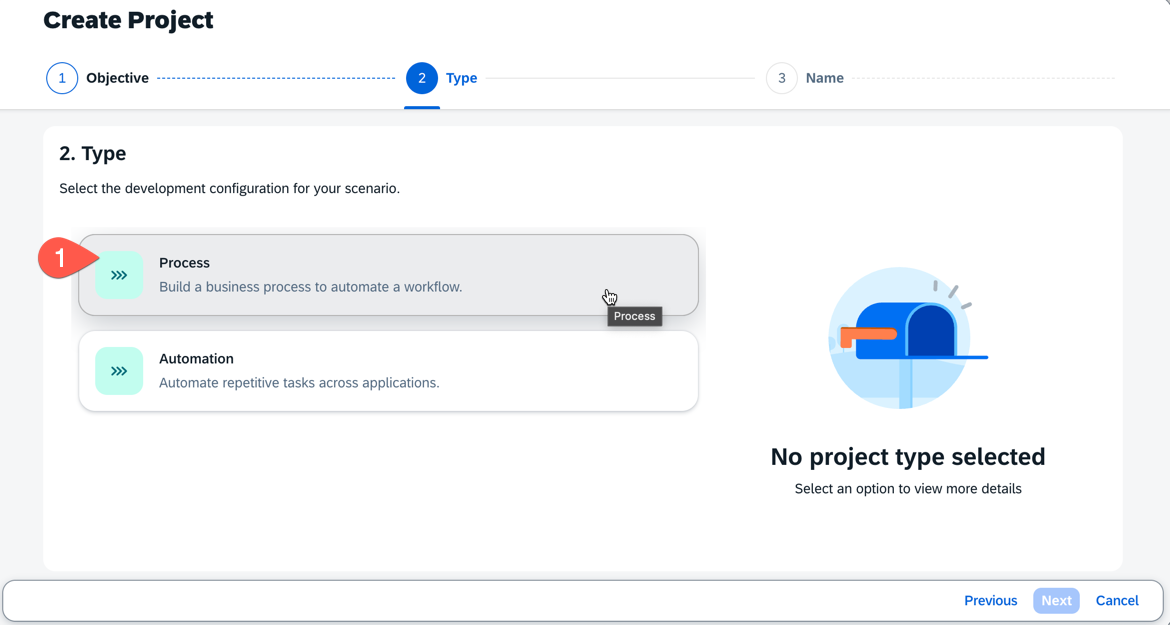 Create Project
1 Objective
2 Type
3 Name
2. Type
Select the development configuration for your scenario.
1
Process
Build a business process to automate a workflow.
Process
Automation
Automate repetitive tasks across applications.
No project type selected
Select an option to view more details
Previous Next Cancel